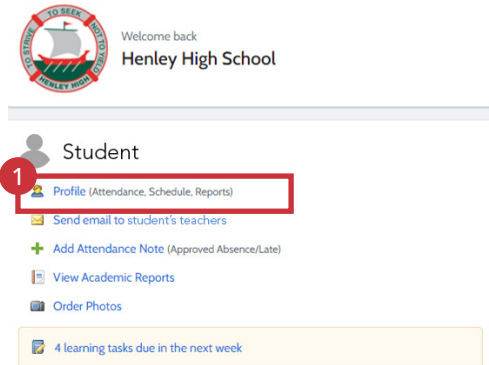 TO STRIVE TO SEEK NOT TO YIELD
HENLEY HIGH
Welcome back
Henley High School
Student
1
Profile (Attendance, Schedule, Reports)
Send email to student's teachers
Add Attendance Note (Approved Absence/Late)
View Academic Reports
Order Photos
4 learning tasks due in the next week